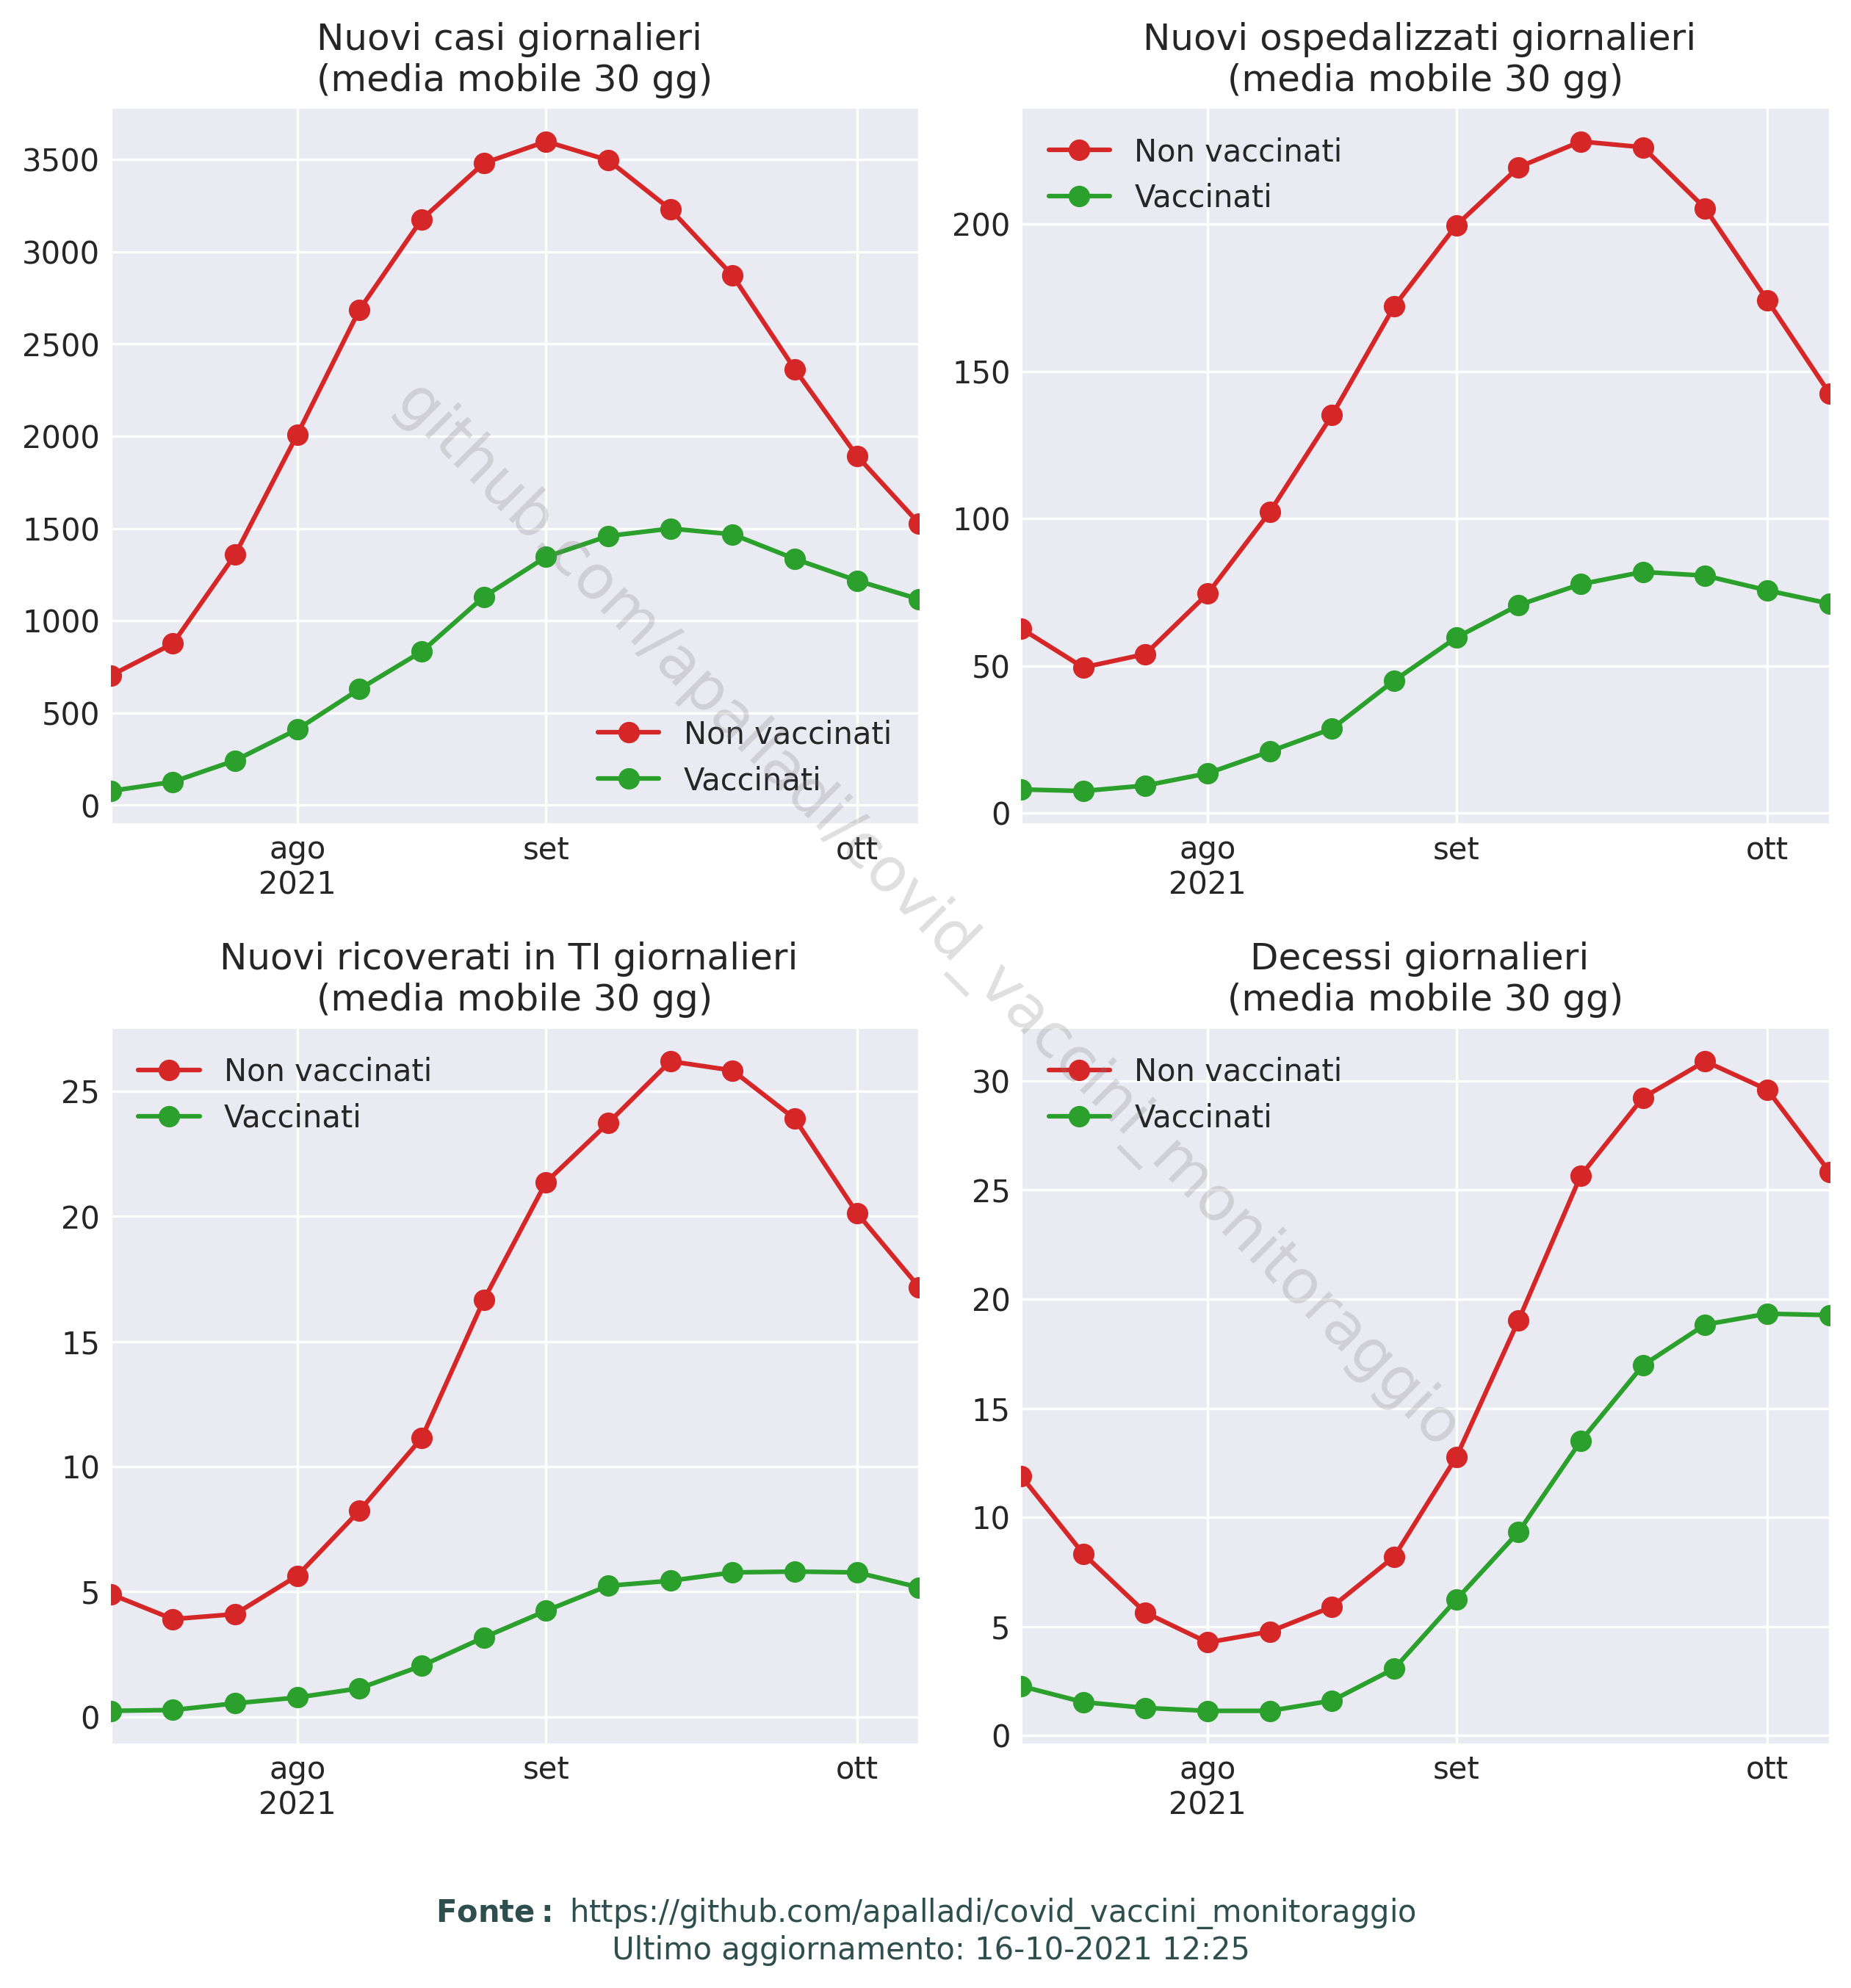 Nuovi casi giornalieri
(media mobile 30 gg)
3500
3000
2500
2000
1500
1000
500
0
Non vaccinati
Vaccinati
ago
2021
set
ott
Nuovi ospedalizzati giornalieri
(media mobile 30 gg)
Non vaccinati
Vaccinati
200
150
100
50
0
ago
2021
set
ott
Nuovi ricoverati in TI giornalieri
(media mobile 30 gg)
Non vaccinati
Vaccinati
25
20
15
10
5
0
ago
2021
set
ott
Decessi giornalieri
(media mobile 30 gg)
Non vaccinati
Vaccinati
30
25
20
15
10
5
0
ago
2021
set
ott
github.com/apalladi/covid_vaccini_monitoraggio
Fonte: https://github.com/apalladi/covid_vaccini_monitoraggio
Ultimo aggiornamento: 16-10-2021 12:25